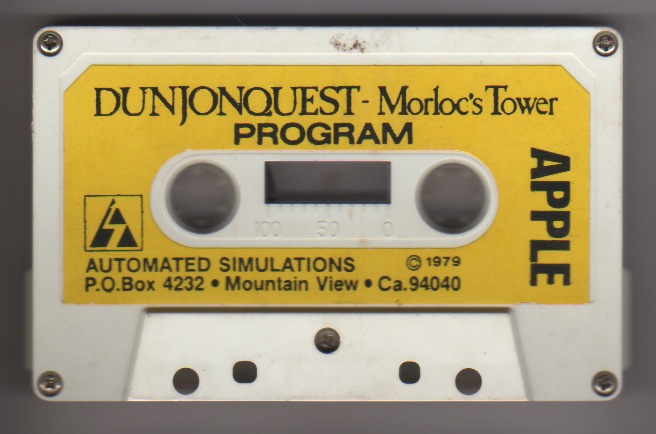 DUNJONQUEST - Morloc's Tower
PROGRAM
APPLE
100 50 0
AUTOMATED SIMULATIONS © 1979
P.O.Box 4232 • Mountain View • Ca.94040